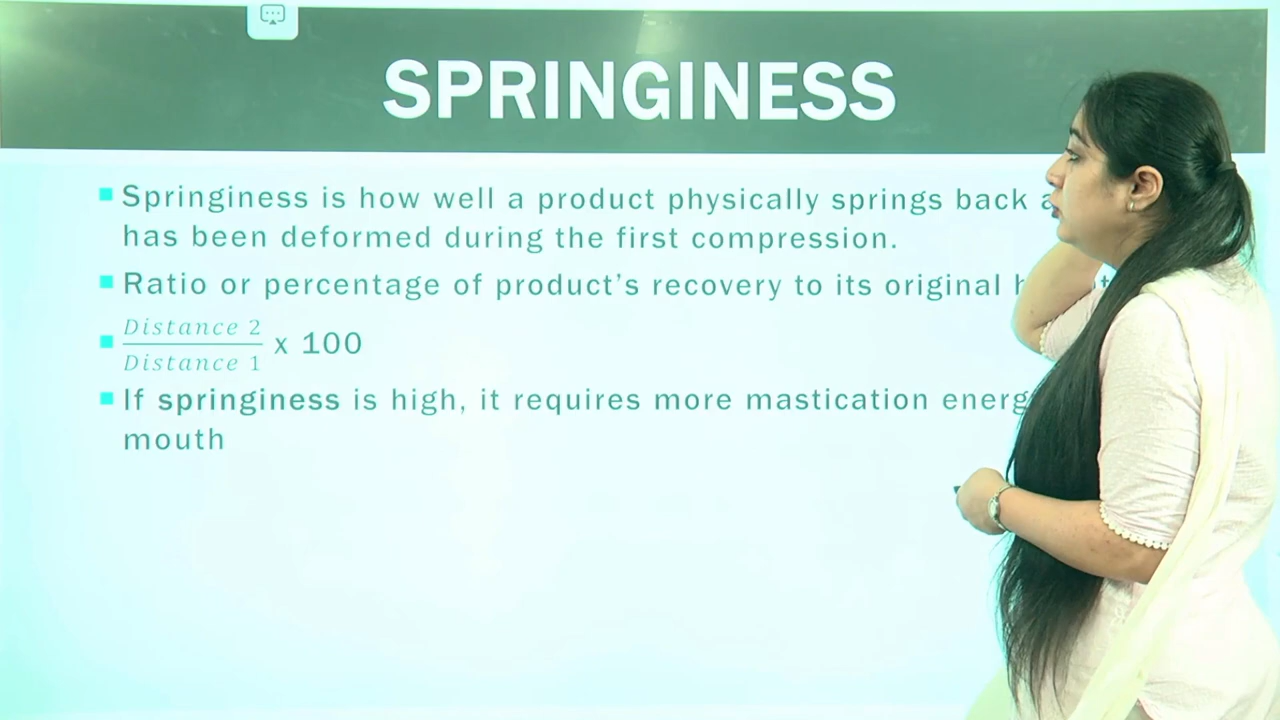 SPRINGINESS
Springiness is how well a product physically springs back
has been deformed during the first compression.
Ratio or percentage of product's recovery to its original
Distance 2
Distance 1
x 100
If springiness is high, it requires more mastication
mouth